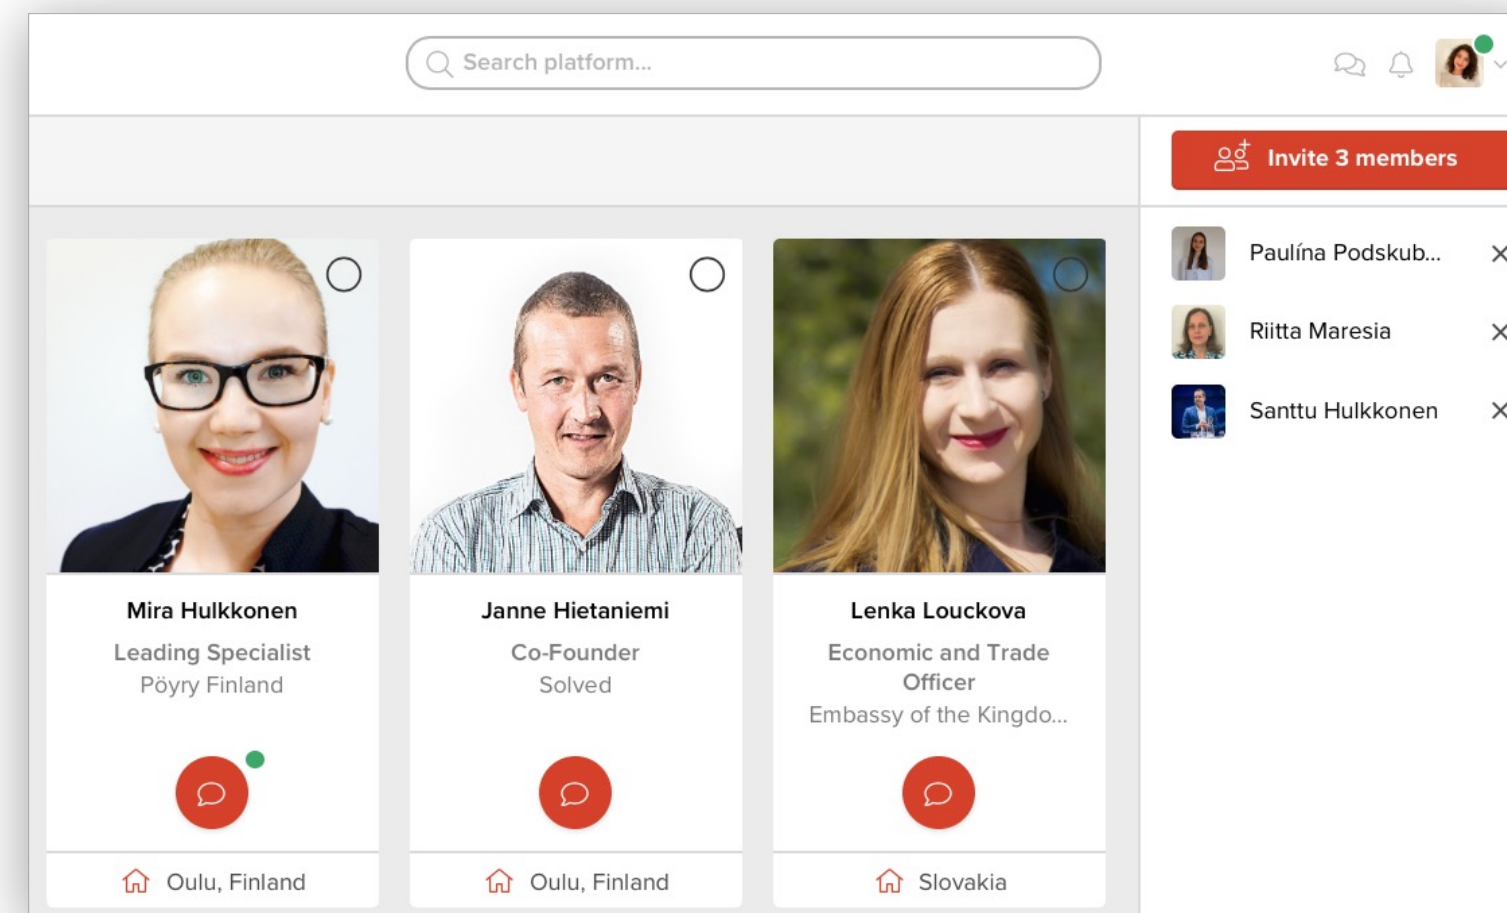 Search platform...
Invite 3 members
Paulína Podskub...
Riitta Maresia
Santtu Hulkkonen
Mira Hulkkonen
Leading Specialist
Pöyry Finland
Oulu, Finland
Janne Hietaniemi
Co-Founder
Solved
Oulu, Finland
Lenka Louckova
Economic and Trade
Officer
Embassy of the Kingdo...
Slovakia